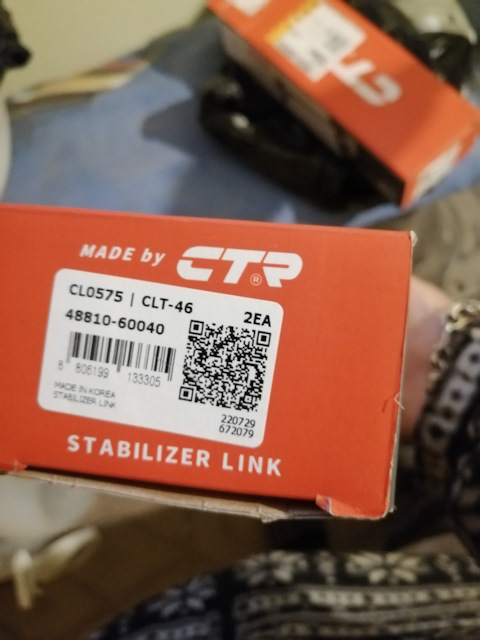 CTR
MADE by CTR®
CL0575 | CLT-46
48810-60040
2EA
8 806199 133305
MADE IN KOREA
STABILIZER LINK
220729
672079
STABILIZER LINK